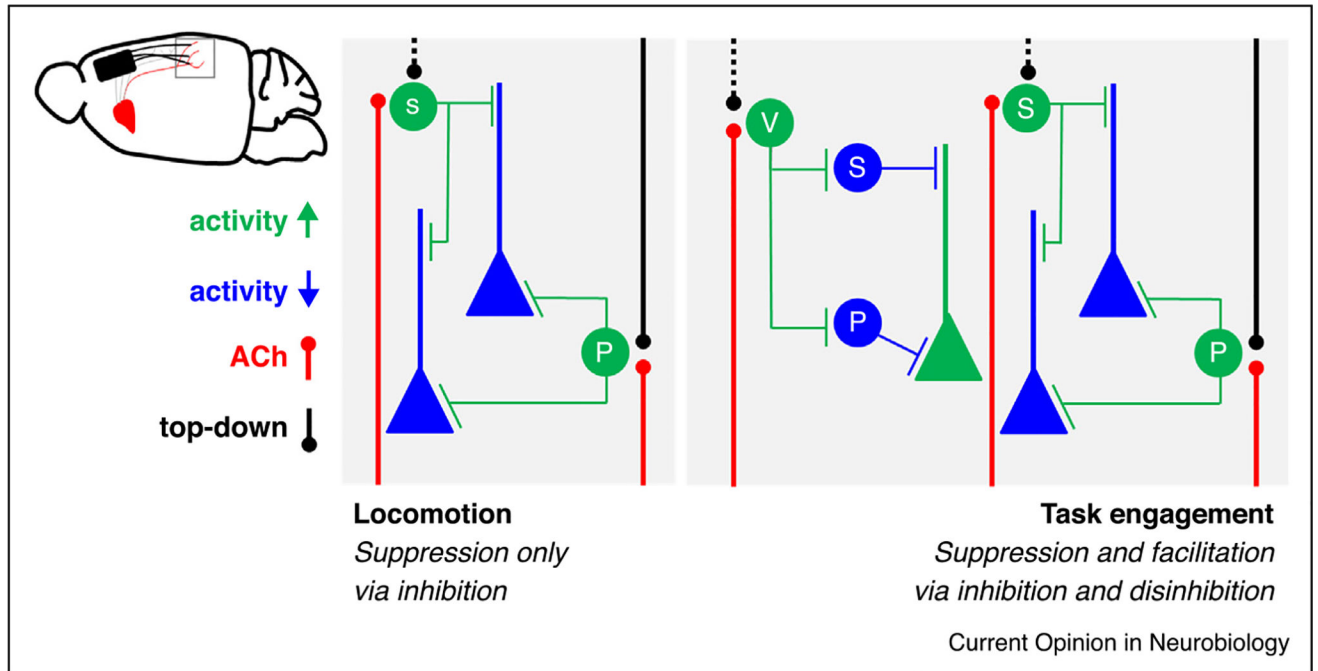 s
P
V
S
P
S
P
activity
activity
ACh
top-down
Locomotion
Suppression only
via inhibition
Task engagement
Suppression and facilitation
via inhibition and disinhibition
Current Opinion in Neurobiology